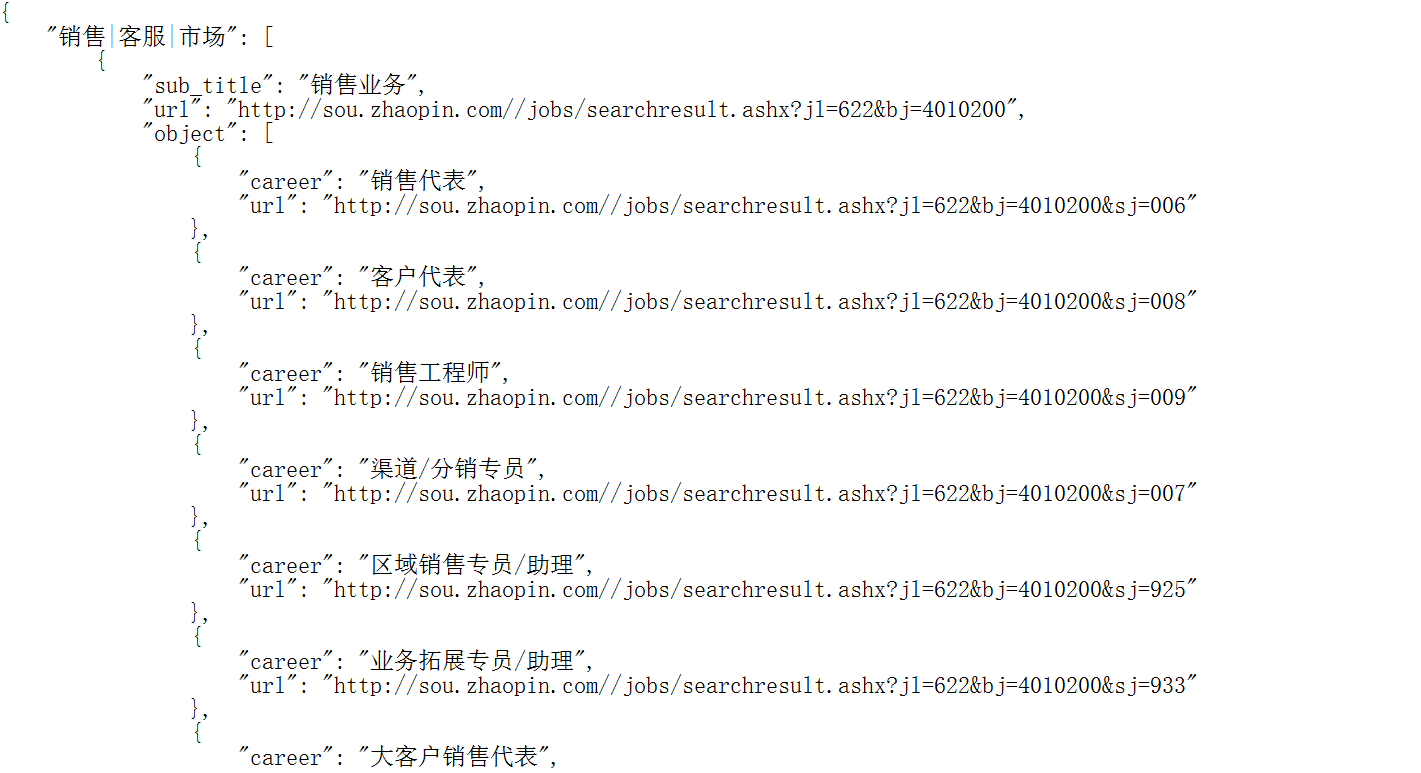 {
"销售|客服|市场": [
{
"sub_title": "销售业务",
"url": "http://sou.zhaopin.com//jobs/searchresult.ashx?jl=622&bj=4010200",
"object": [
{
"career": "销售代表",
"url": "http://sou.zhaopin.com//jobs/searchresult.ashx?jl=622&bj=4010200&sj=006"
},
{
"career": "客户代表",
"url": "http://sou.zhaopin.com//jobs/searchresult.ashx?jl=622&bj=4010200&sj=008"
},
{
"career": "销售工程师",
"url": "http://sou.zhaopin.com//jobs/searchresult.ashx?jl=622&bj=4010200&sj=009"
},
{
"career": "渠道/分销专员",
"url": "http://sou.zhaopin.com//jobs/searchresult.ashx?jl=622&bj=4010200&sj=007"
},
{
"career": "区域销售专员/助理",
"url": "http://sou.zhaopin.com//jobs/searchresult.ashx?jl=622&bj=4010200&sj=925"
},
{
"career": "业务拓展专员/助理",
"url": "http://sou.zhaopin.com//jobs/searchresult.ashx?jl=622&bj=4010200&sj=933"
},
{
"career": "大客户销售代表",